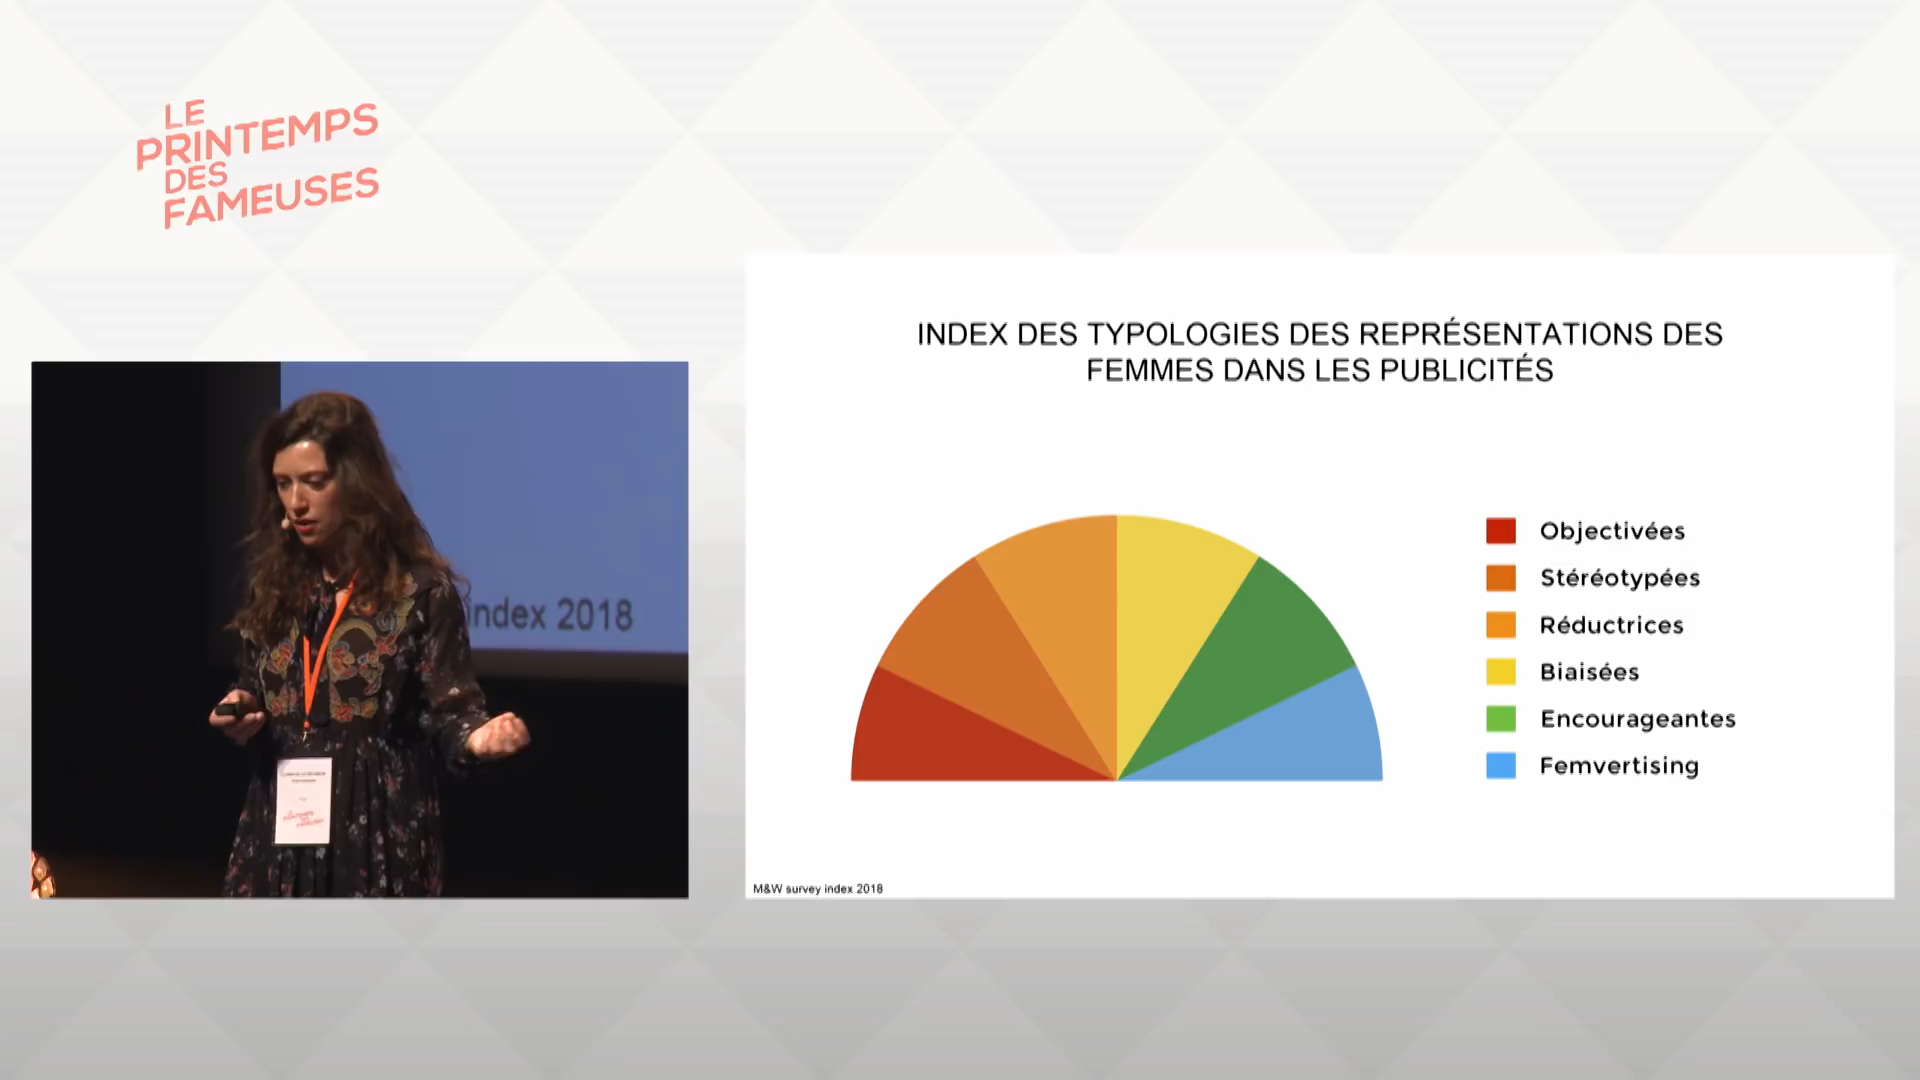 LE
PRINTEMPS
DES
FAMEUSES
INDEX DES TYPOLOGIES DES REPRÉSENTATIONS DES
FEMMES DANS LES PUBLICITÉS
Objectivées
Stéréotypées
Réductrices
Biaisées
Encourageantes
Femvertising
M&W survey index 2018
index 2018